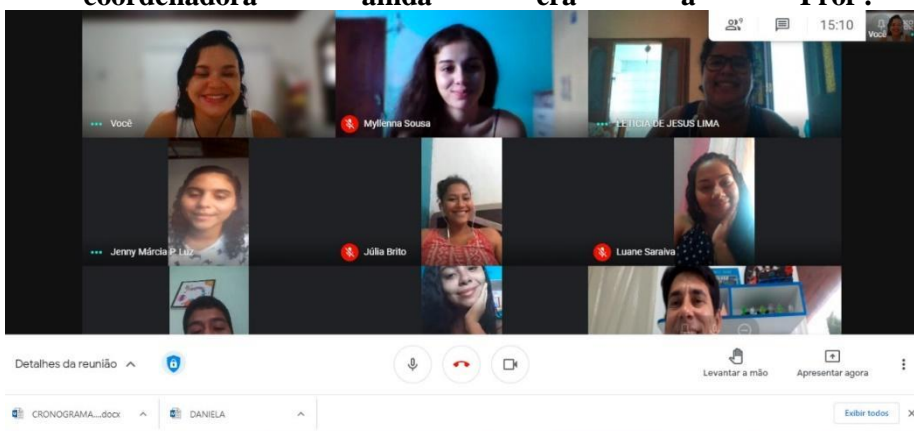 coordenadora ainda era a Profª.
15:10
Você
Você
Myllenna Sousa
LETICIA DE JESUS LIMA
Jenny Márcia P. Luz
Júlia Brito
Luane Saraiva
Detalhes da reunião
Levantar a mão
Apresentar agora
CRONOGRAMA....docx
DANIELA
Exibir todos